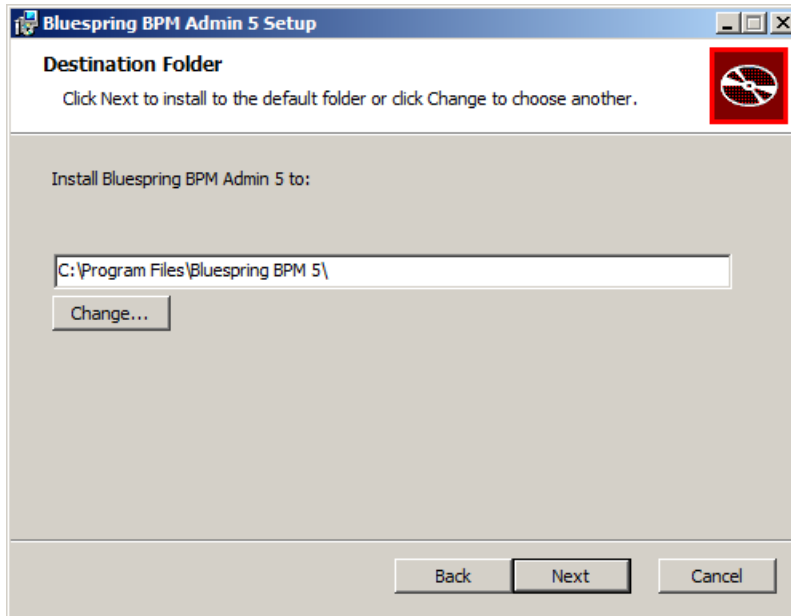 Bluespring BPM Admin 5 Setup
Destination Folder
Click Next to install to the default folder or click Change to choose another.
Install Bluespring BPM Admin 5 to:
C:\Program Files\Bluespring BPM 5\
Change...
Back Next Cancel